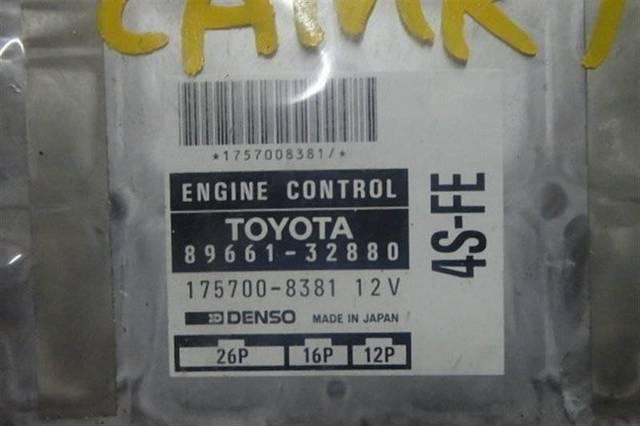 CAMRY
*1757008381/*
ENGINE CONTROL
TOYOTA
89661-32880
175700-8381 12V
DENSO MADE IN JAPAN
26P 16P 12P
4S-FE